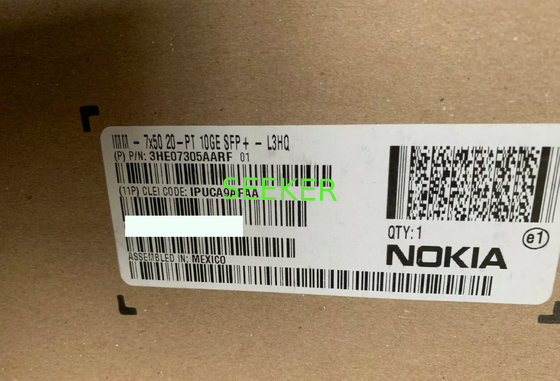 IMM - 7x50 20-PT 10GE SFP+ - L3HQ
(P) P/N: 3HE07305AARF 01
(11P) CLEI CODE: IPUCA9AFAA
SEEKER
QTY: 1
e1
NOKIA
ASSEMBLED IN: MEXICO